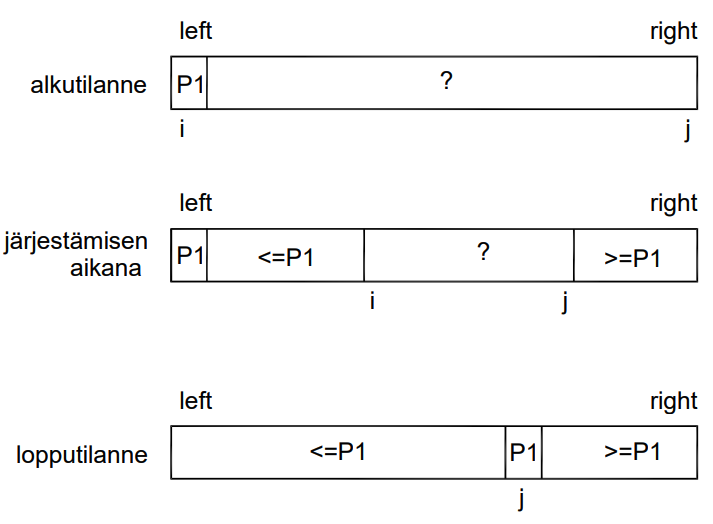 left right
alkutilanne P1 ?
i j
left right
järjestämisen
aikana P1 <=P1 ? >=P1
i j
left right
lopputilanne <=P1 P1 >=P1
j